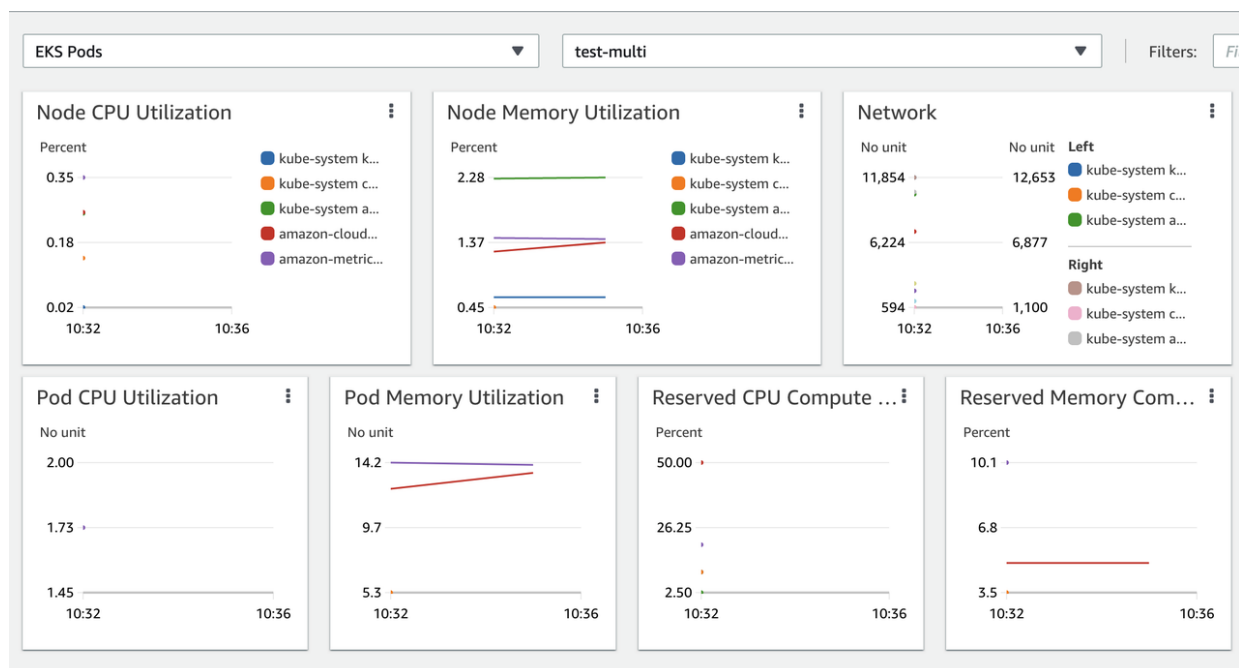 EKS Pods
test-multi
Filters:
Node CPU Utilization
Percent
0.35
0.18
0.02
10:32
10:36
kube-system k...
kube-system c...
kube-system a...
amazon-cloud...
amazon-metric...
Node Memory Utilization
Percent
2.28
1.37
0.45
10:32
10:36
kube-system k...
kube-system c...
kube-system a...
amazon-cloud...
amazon-metric...
Network
No unit
No unit
11,854
12,653
6,224
6,877
594
1,100
10:32
10:36
Left
kube-system k...
kube-system c...
kube-system a...
Right
kube-system k...
kube-system c...
kube-system a...
Pod CPU Utilization
No unit
2.00
1.73
1.45
10:32
10:36
Pod Memory Utilization
No unit
14.2
9.7
5.3
10:32
10:36
Reserved CPU Compute ...
Percent
50.00
26.25
2.50
10:32
10:36
Reserved Memory Com...
Percent
10.1
6.8
3.5
10:32
10:36